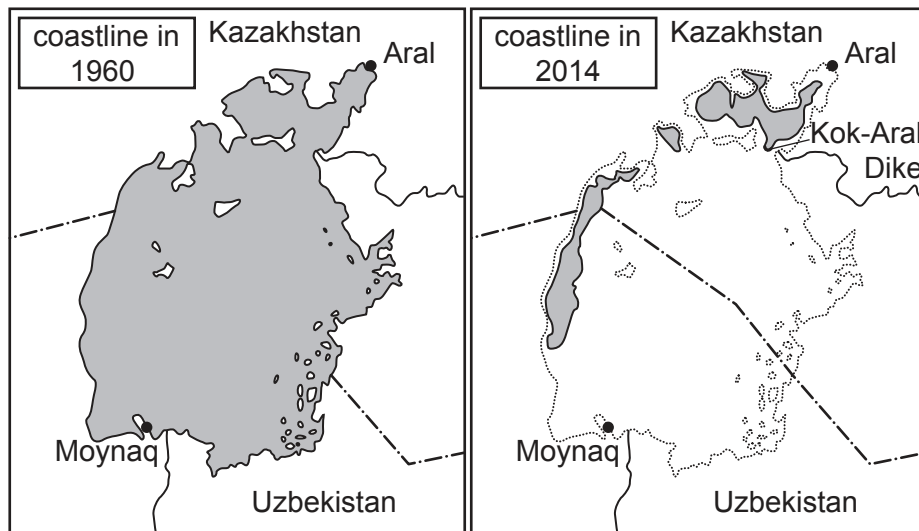 coastline in
1960
Kazakhstan
Aral
Moynaq
Uzbekistan
coastline in
2014
Kazakhstan
Aral
Kok-Aral
Dike
Moynaq
Uzbekistan